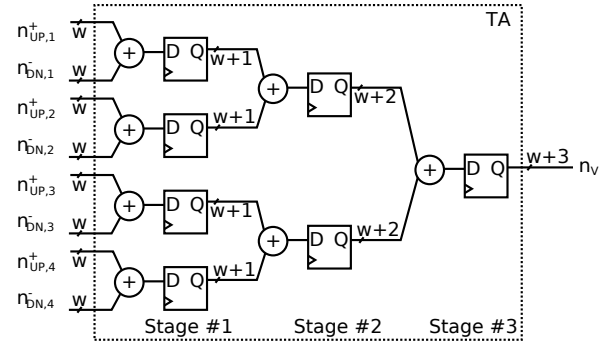 TA
n⁺UP,1 w
n⁻DN,1 w
D Q w+1
n⁺UP,2 w
n⁻DN,2 w
D Q w+1
n⁺UP,3 w
n⁻DN,3 w
D Q w+1
n⁺UP,4 w
n⁻DN,4 w
D Q w+1
+
+
+
+
+
D Q w+2
+
D Q w+2
+
D Q w+3 nV
Stage #1 Stage #2 Stage #3